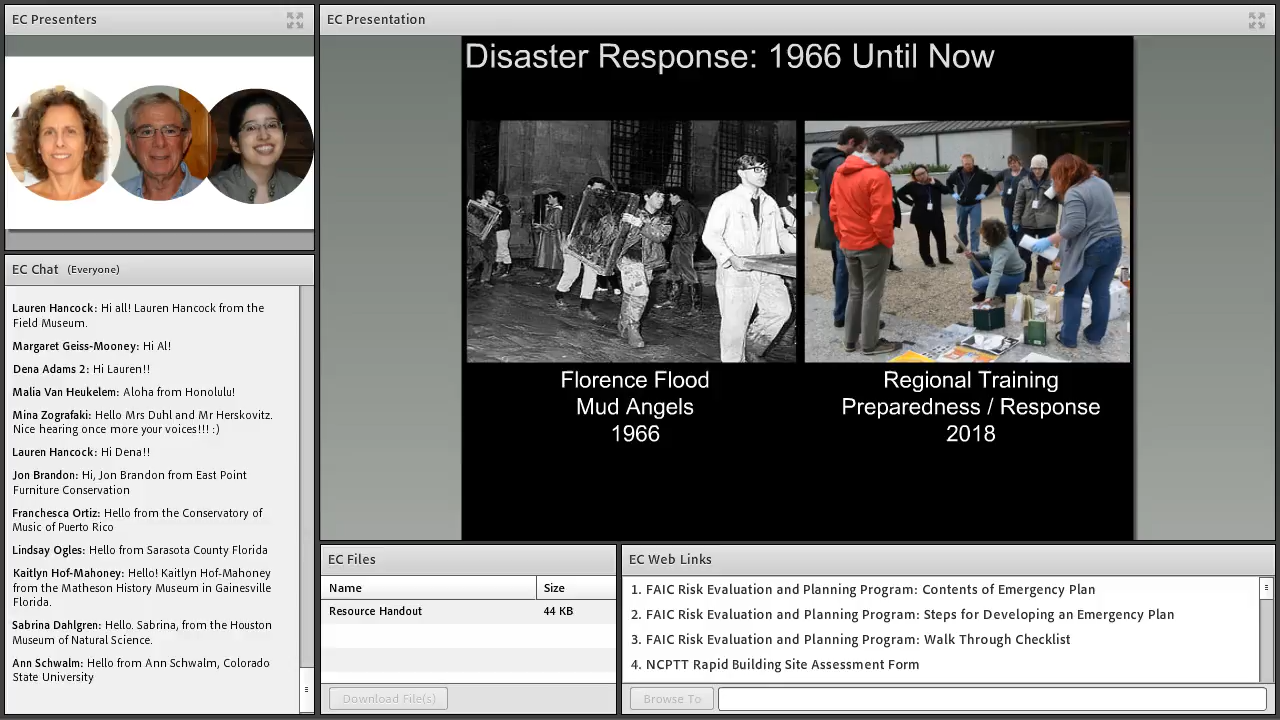 EC Presenters
EC Chat (Everyone)
Lauren Hancock: Hi all! Lauren Hancock from the
Field Museum.
Margaret Geiss-Mooney: Hi Al!
Dena Adams 2: Hi Lauren!!
Malia Van Heukelem: Aloha from Honolulu!
Mina Zografaki: Hello Mrs Duhl and Mr Herskovitz.
Nice hearing once more your voices!!! :)
Lauren Hancock: Hi Dena!!
Jon Brandon: Hi, Jon Brandon from East Point
Furniture Conservation
Franchesca Ortiz: Hello from the Conservatory of
Music of Puerto Rico
Lindsay Ogles: Hello from Sarasota County Florida
Kaitlyn Hof-Mahoney: Hello! Kaitlyn Hof-Mahoney
from the Matheson History Museum in Gainesville
Florida.
Sabrina Dahlgren: Hello. Sabrina, from the Houston
Museum of Natural Science.
Ann Schwalm: Hello from Ann Schwalm, Colorado
State University
EC Presentation
Disaster Response: 1966 Until Now
Florence Flood
Mud Angels
1966
Regional Training
Preparedness / Response
2018
EC Files
Name Size
Resource Handout 44 KB
Download File(s)
EC Web Links
1. FAIC Risk Evaluation and Planning Program: Contents of Emergency Plan
2. FAIC Risk Evaluation and Planning Program: Steps for Developing an Emergency Plan
3. FAIC Risk Evaluation and Planning Program: Walk Through Checklist
4. NCPTT Rapid Building Site Assessment Form
Browse To